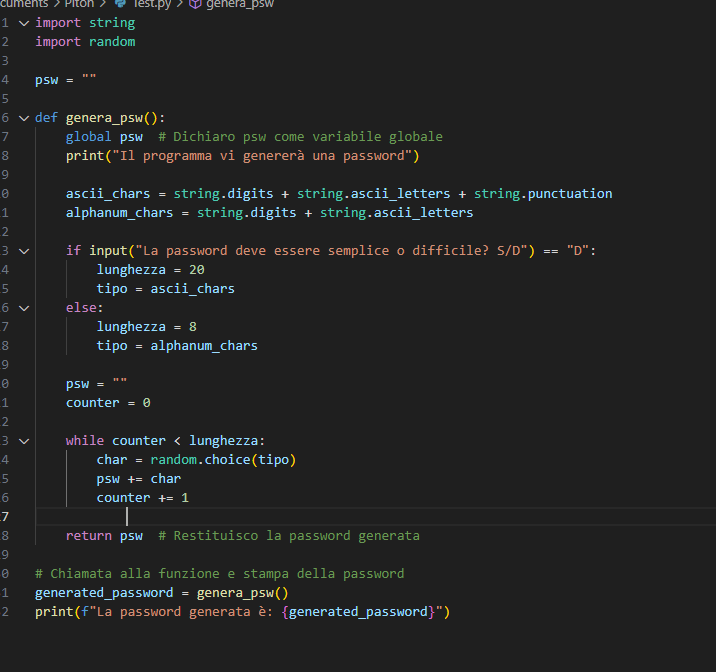 cuments > Piton > Test.py > genera_psw
1 import string
2 import random
3
4 psw = ""
5
6 def genera_psw():
7     global psw  # Dichiaro psw come variabile globale
8     print("Il programma vi genererà una password")
9
0     ascii_chars = string.digits + string.ascii_letters + string.punctuation
1     alphanum_chars = string.digits + string.ascii_letters
2
3     if input("La password deve essere semplice o difficile? S/D") == "D":
4         lunghezza = 20
5         tipo = ascii_chars
6     else:
7         lunghezza = 8
8         tipo = alphanum_chars
9
0     psw = ""
1     counter = 0
2
3     while counter < lunghezza:
4         char = random.choice(tipo)
5         psw += char
6         counter += 1
7
8     return psw  # Restituisco la password generata
9
0 # Chiamata alla funzione e stampa della password
1 generated_password = genera_psw()
2 print(f"La password generata è: {generated_password}")